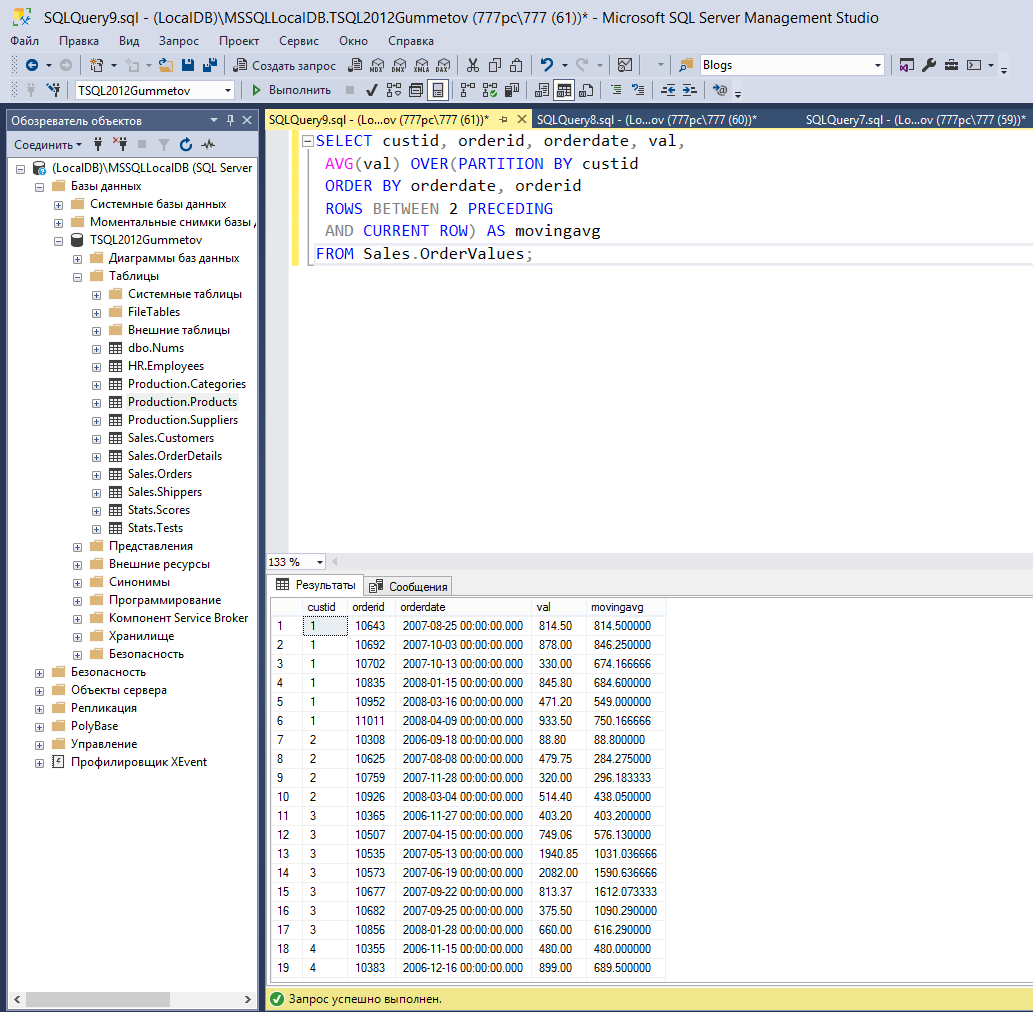 SQLQuery9.sql - (LocalDB)\MSSQLLocalDB.TSQL2012Gummetov (777pc\777 (61))* - Microsoft SQL Server Management Studio
Файл Правка Вид Запрос Проект Сервис Окно Справка
Создать запрос MDX DMX XMLA DAX Blogs
TSQL2012Gummetov Выполнить
Обозреватель объектов
Соединить
(LocalDB)\MSSQLLocalDB (SQL Server
Базы данных
Системные базы данных
Моментальные снимки базы
TSQL2012Gummetov
Диаграммы баз данных
Таблицы
Системные таблицы
FileTables
Внешние таблицы
dbo.Nums
HR.Employees
Production.Categories
Production.Products
Production.Suppliers
Sales.Customers
Sales.OrderDetails
Sales.Orders
Sales.Shippers
Stats.Scores
Stats.Tests
Представления
Внешние ресурсы
Синонимы
Программирование
Компонент Service Broker
Хранилище
Безопасность
Безопасность
Объекты сервера
Репликация
PolyBase
Управление
Профилировщик XEvent
SQLQuery9.sql - (Lo...ov (777pc\777 (61))* SQLQuery8.sql - (Lo...ov (777pc\777 (60))* SQLQuery7.sql - (Lo...ov (777pc\777 (59))*
SELECT custid, orderid, orderdate, val,
AVG(val) OVER(PARTITION BY custid
ORDER BY orderdate, orderid
ROWS BETWEEN 2 PRECEDING
AND CURRENT ROW) AS movingavg
FROM Sales.OrderValues;
133 %
Результаты Сообщения
custid orderid orderdate val movingavg
1 1 10643 2007-08-25 00:00:00.000 814.50 814.500000
2 1 10692 2007-10-03 00:00:00.000 878.00 846.250000
3 1 10702 2007-10-13 00:00:00.000 330.00 674.166666
4 1 10835 2008-01-15 00:00:00.000 845.80 684.600000
5 1 10952 2008-03-16 00:00:00.000 471.20 549.000000
6 1 11011 2008-04-09 00:00:00.000 933.50 750.166666
7 2 10308 2006-09-18 00:00:00.000 88.80 88.800000
8 2 10625 2007-08-08 00:00:00.000 479.75 284.275000
9 2 10759 2007-11-28 00:00:00.000 320.00 296.183333
10 2 10926 2008-03-04 00:00:00.000 514.40 438.050000
11 3 10365 2006-11-27 00:00:00.000 403.20 403.200000
12 3 10507 2007-04-15 00:00:00.000 749.06 576.130000
13 3 10535 2007-05-13 00:00:00.000 1940.85 1031.036666
14 3 10573 2007-06-19 00:00:00.000 2082.00 1590.636666
15 3 10677 2007-09-22 00:00:00.000 813.37 1612.073333
16 3 10682 2007-09-25 00:00:00.000 375.50 1090.290000
17 3 10856 2008-01-28 00:00:00.000 660.00 616.290000
18 4 10355 2006-11-15 00:00:00.000 480.00 480.000000
19 4 10383 2006-12-16 00:00:00.000 899.00 689.500000
Запрос успешно выполнен.